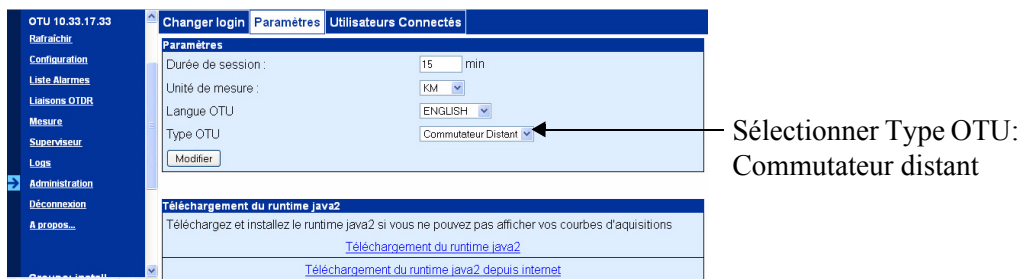 OTU 10.33.17.33
Rafraîchir
Configuration
Liste Alarmes
Liaisons OTDR
Mesure
Superviseur
Logs
Administration
Déconnexion
A propos...
Groupe: install
Changer login Paramètres Utilisateurs Connectés
Paramètres
Durée de session : 15 min
Unité de mesure : KM
Langue OTU ENGLISH
Type OTU Commutateur Distant
Modifier
Téléchargement du runtime java2
Téléchargez et installez le runtime java2 si vous ne pouvez pas afficher vos courbes d'aquisitions
Téléchargement du runtime java2
Téléchargement du runtime java2 depuis internet
Sélectionner Type OTU:
Commutateur distant